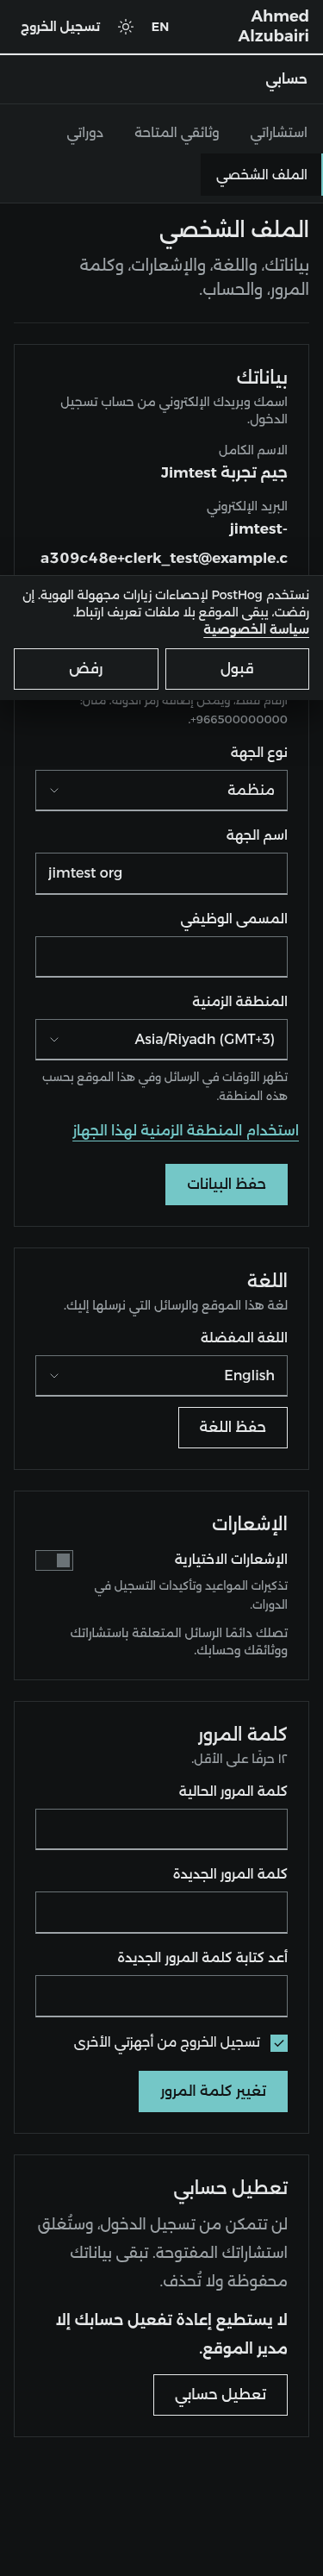 Ahmed
Alzubairi
EN
تسجيل الخروج
حسابي
استشاراتي
وثائقي المتاحة
دوراتي
الملف الشخصي
الملف الشخصي
بياناتك، واللغة، والإشعارات، وكلمة
المرور، والحساب.
بياناتك
اسمك وبريدك الإلكتروني من حساب تسجيل
الدخول.
الاسم الكامل
جيم تجربة Jimtest
البريد الإلكتروني
jimtest-
a309c48e+clerk_test@example.c
نستخدم PostHog لإحصاءات زيارات مجهولة الهوية. إن
رفضت، يبقى الموقع بلا ملفات تعريف ارتباط.
سياسة الخصوصية
قبول
رفض
أرقام فقط، ويمكن إضافة رمز الدولة. مثال:
+966500000000.
نوع الجهة
منظمة
اسم الجهة
jimtest org
المسمى الوظيفي
المنطقة الزمنية
Asia/Riyadh (GMT+3)
تظهر الأوقات في الرسائل وفي هذا الموقع بحسب
هذه المنطقة.
استخدام المنطقة الزمنية لهذا الجهاز
حفظ البيانات
اللغة
لغة هذا الموقع والرسائل التي نرسلها إليك.
اللغة المفضلة
English
حفظ اللغة
الإشعارات
الإشعارات الاختيارية
تذكيرات المواعيد وتأكيدات التسجيل في
الدورات.
تصلك دائمًا الرسائل المتعلقة باستشاراتك
ووثائقك وحسابك.
كلمة المرور
١٢ حرفًا على الأقل.
كلمة المرور الحالية
كلمة المرور الجديدة
أعد كتابة كلمة المرور الجديدة
تسجيل الخروج من أجهزتي الأخرى
تغيير كلمة المرور
تعطيل حسابي
لن تتمكن من تسجيل الدخول، وستُغلق
استشاراتك المفتوحة. تبقى بياناتك
محفوظة ولا تُحذف.
لا يستطيع إعادة تفعيل حسابك إلا
مدير الموقع.
تعطيل حسابي